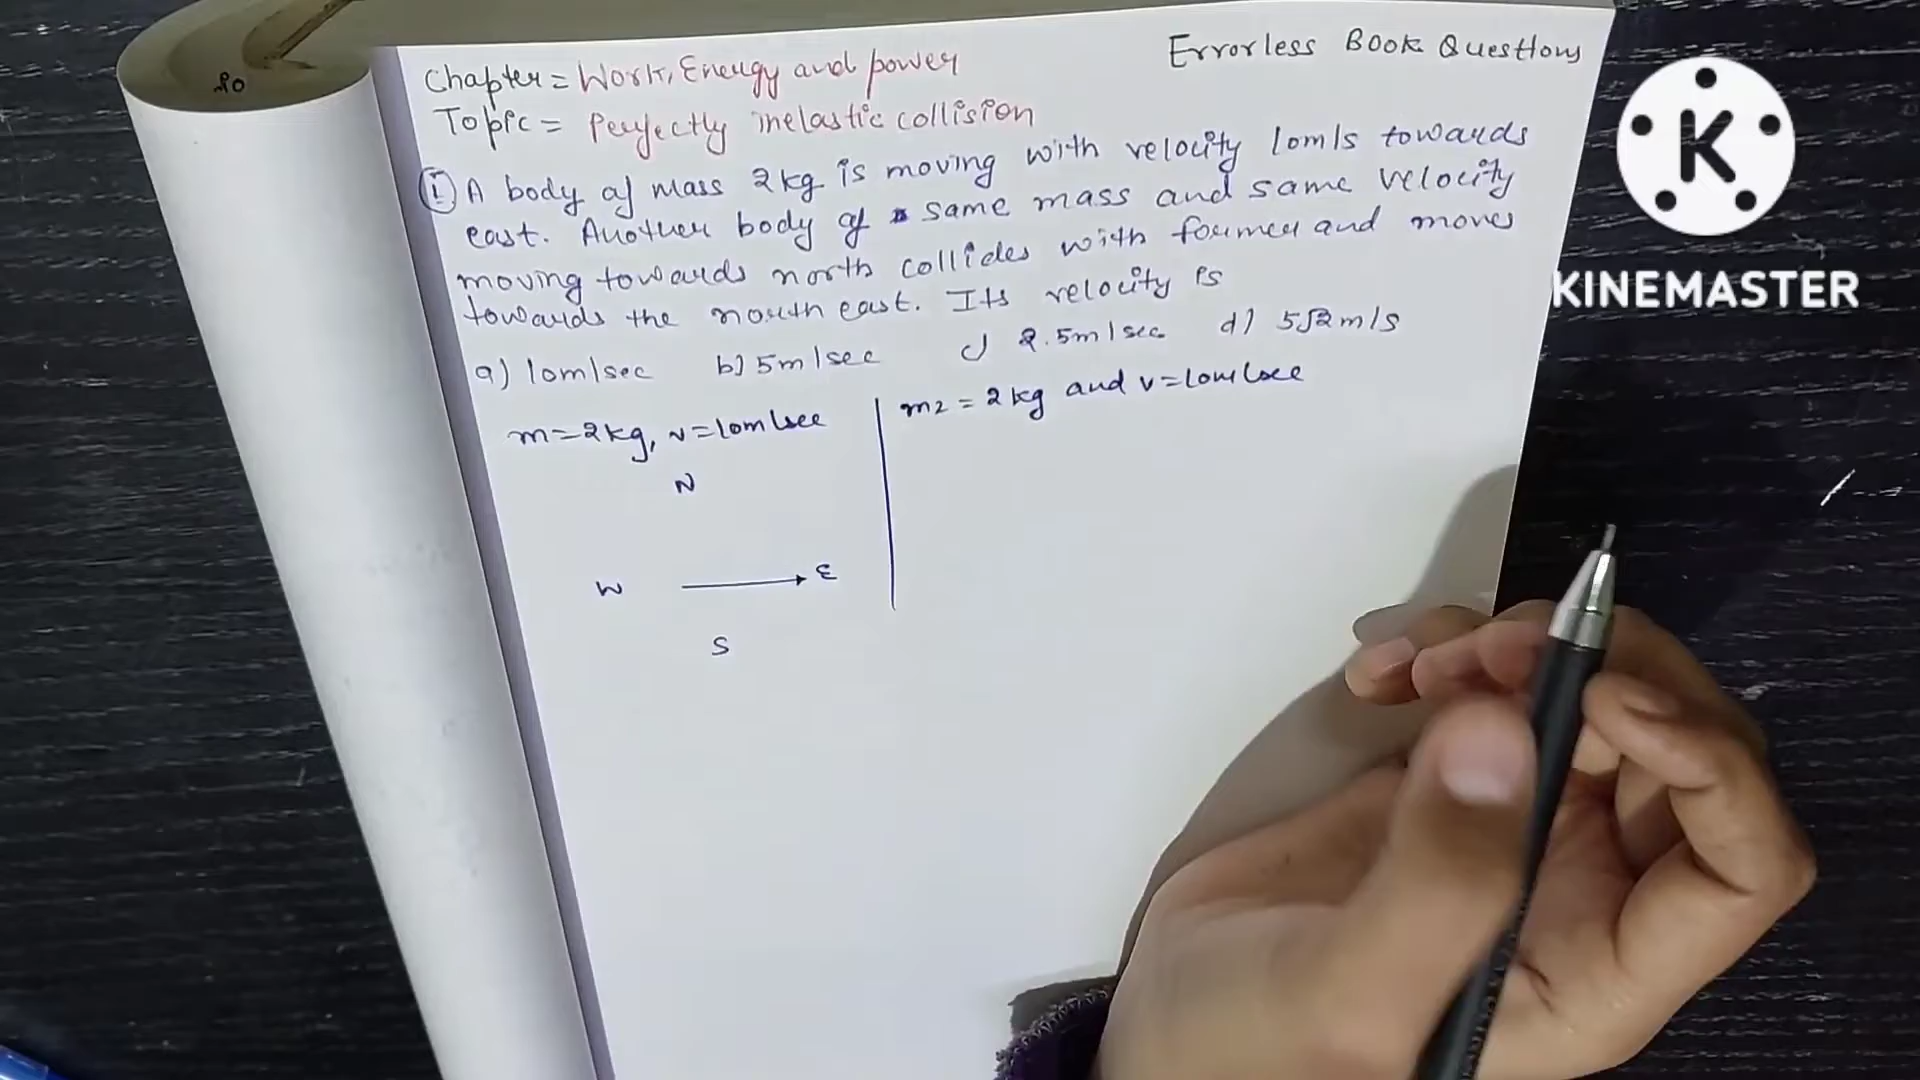 Errorless Book Questions
Chapter = Work, Energy and power
Topic = Perfectly inelastic collision
① A body of mass 2kg is moving with velocity 10m/s towards
east. Another body of same mass and same velocity
moving towards north collides with former and moves
towards the north east. Its velocity is
a) 10m/sec b) 5m/sec c) 2.5m/sec d) 5√2m/s
m=2kg, v=10m/sec
m2 = 2kg and v=10m/sec
N
W E
S
K
KINEMASTER